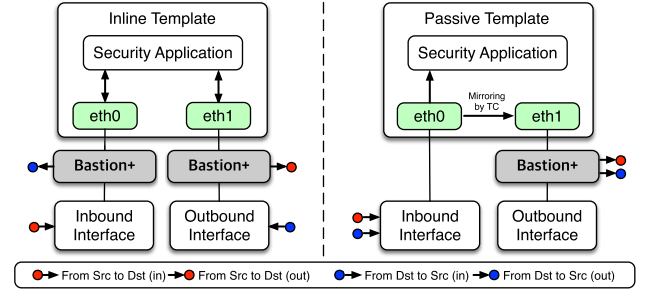 Inline Template
Security Application
eth0
eth1
Bastion+
Bastion+
Inbound
Interface
Outbound
Interface
Passive Template
Security Application
Mirroring
by TC
eth0
eth1
Bastion+
Inbound
Interface
Outbound
Interface
From Src to Dst (in)
From Src to Dst (out)
From Dst to Src (in)
From Dst to Src (out)